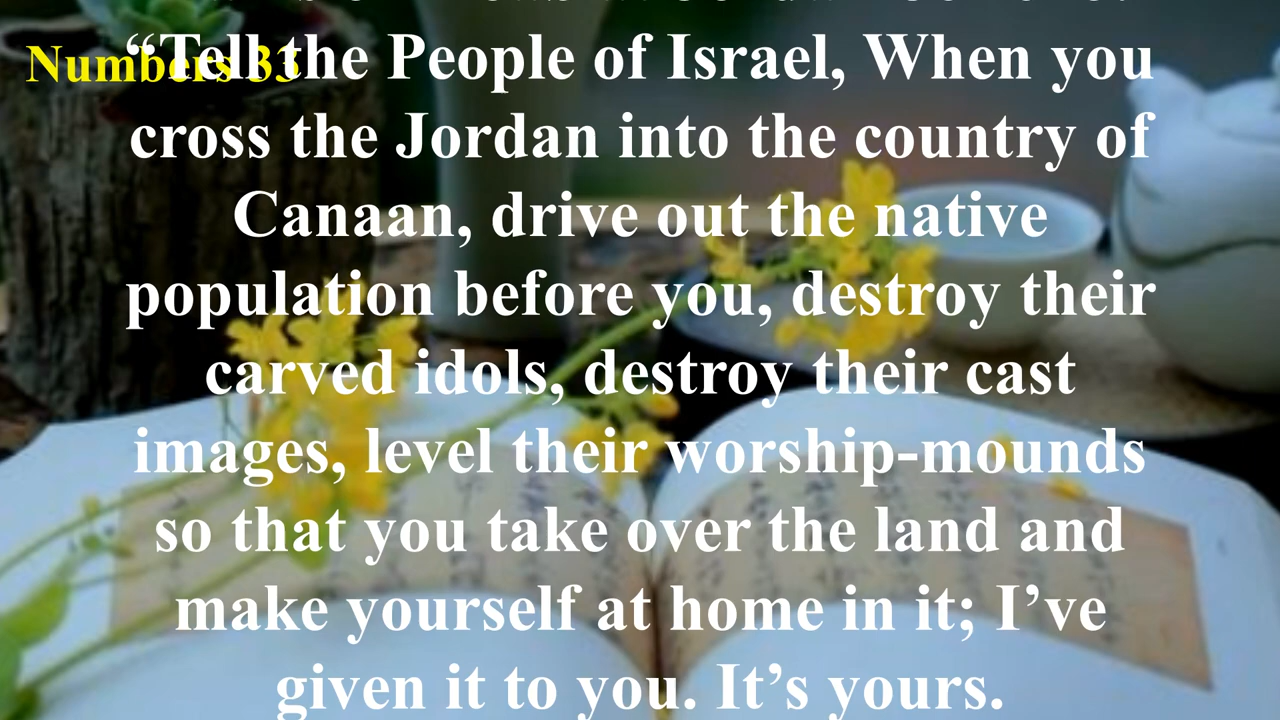 Numbers 33
“Tell the People of Israel, When you
cross the Jordan into the country of
Canaan, drive out the native
population before you, destroy their
carved idols, destroy their cast
images, level their worship-mounds
so that you take over the land and
make yourself at home in it; I’ve
given it to you. It’s yours.